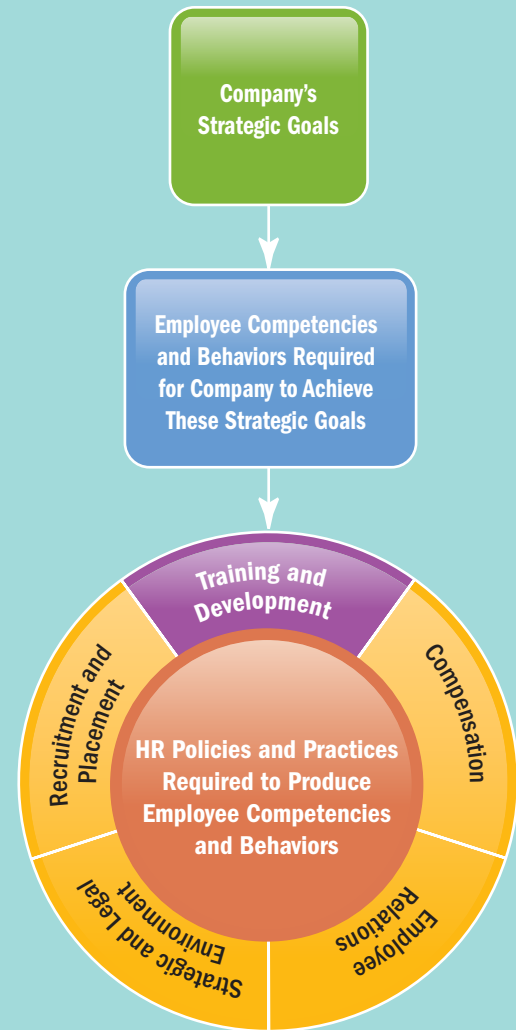 Company's
Strategic Goals
Employee Competencies
and Behaviors Required
for Company to Achieve
These Strategic Goals
Training and
Development
Recruitment and
Placement
Compensation
HR Policies and Practices
Required to Produce
Employee Competencies
and Behaviors
Strategic and Legal
Environment
Employee
Relations